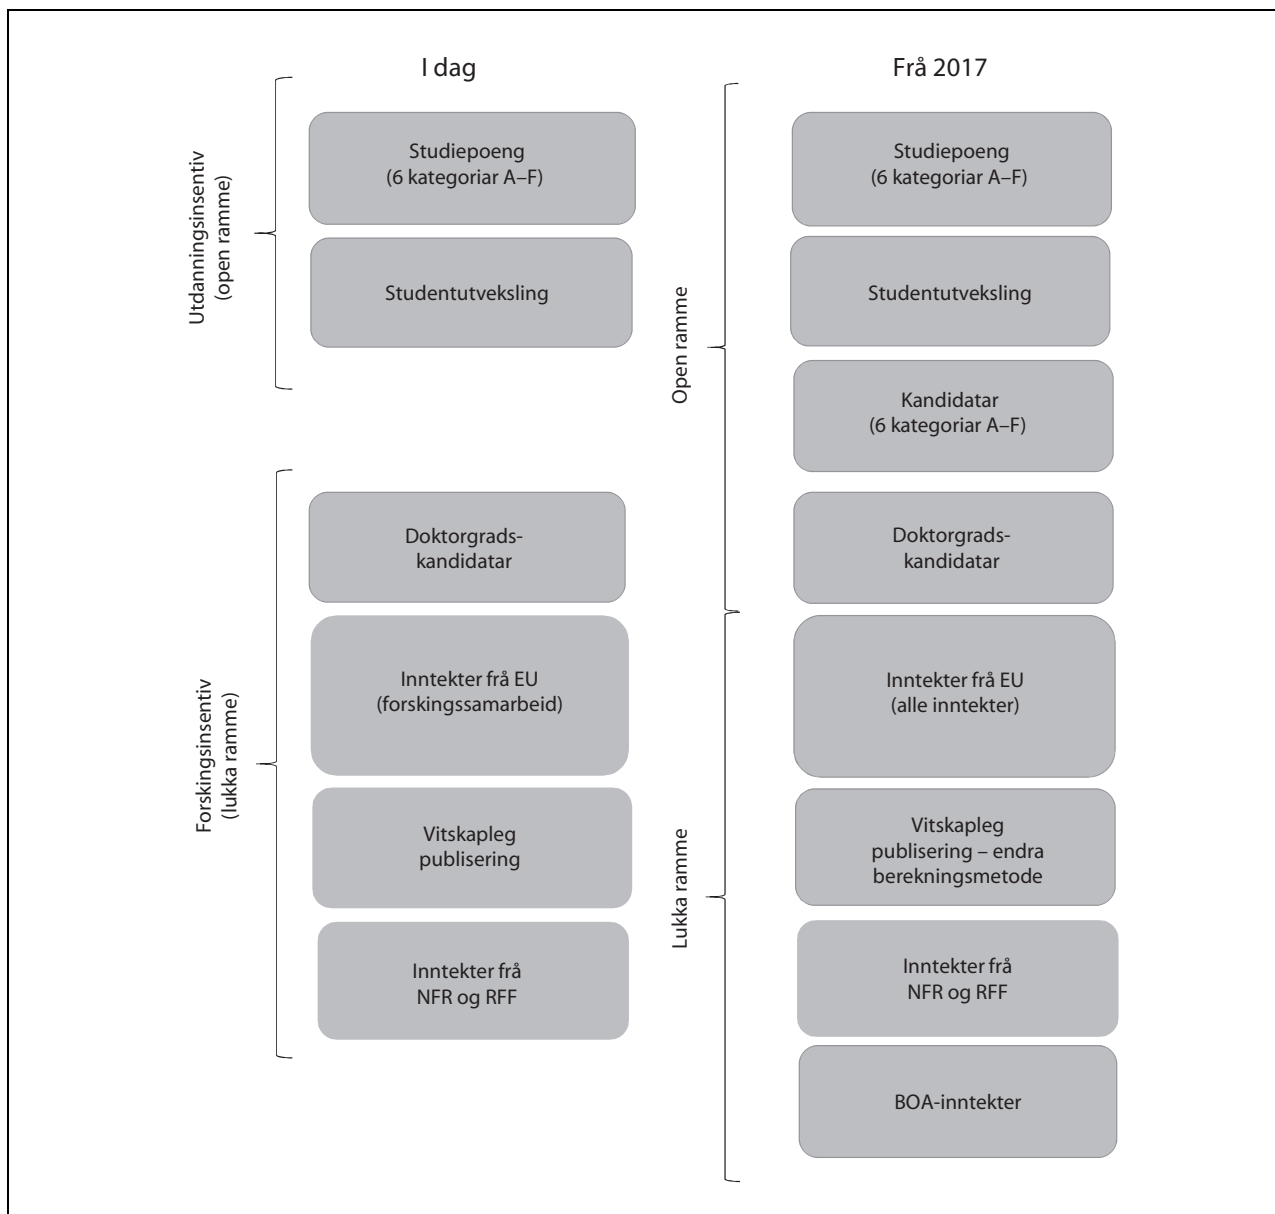 I dag
Utdanningsinsentiv
(open ramme)
Studiepoeng
(6 kategoriar A–F)
Studentutveksling
Forskingsinsentiv
(lukka ramme)
Doktorgrads-
kandidatar
Inntekter frå EU
(forskingssamarbeid)
Vitskapleg
publisering
Inntekter frå
NFR og RFF
Frå 2017
Open ramme
Studiepoeng
(6 kategoriar A–F)
Studentutveksling
Kandidatar
(6 kategoriar A–F)
Doktorgrads-
kandidatar
Lukka ramme
Inntekter frå EU
(alle inntekter)
Vitskapleg
publisering – endra
berekningsmetode
Inntekter frå
NFR og RFF
BOA-inntekter